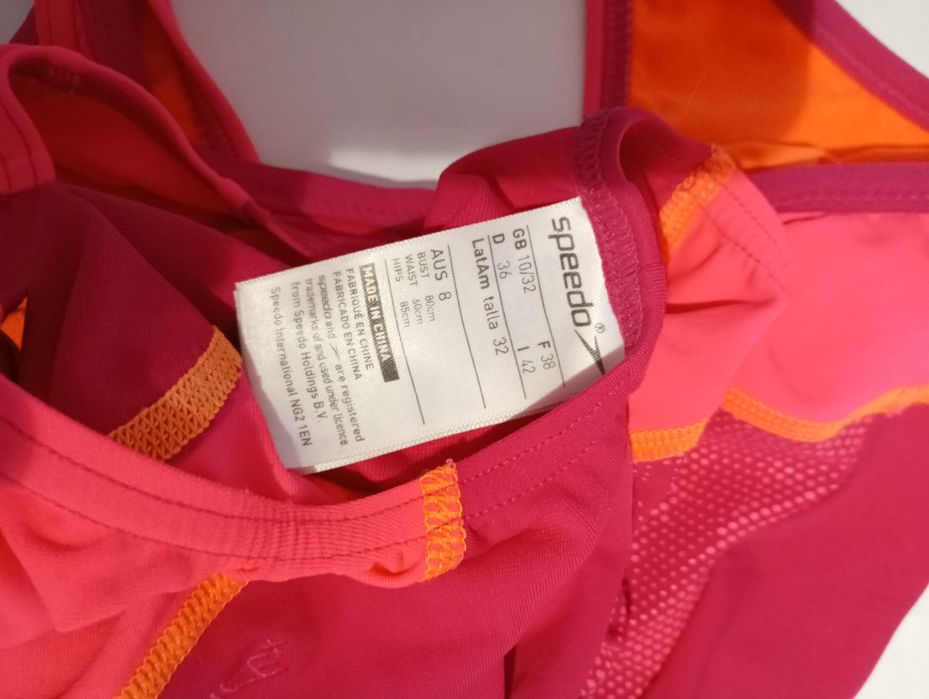 speedo®
GB 10/32 F 38
D 36 I 42
LatAm talla 32
AUS 8
BUST 80cm
WAIST 60cm
HIPS 85cm
MADE IN CHINA
FABRIQUÉ EN CHINE
FABRICADO EN CHINA
speedo and are registered
trademarks of and used under licence
from Speedo Holdings B.V.
Speedo International NG2 1EN